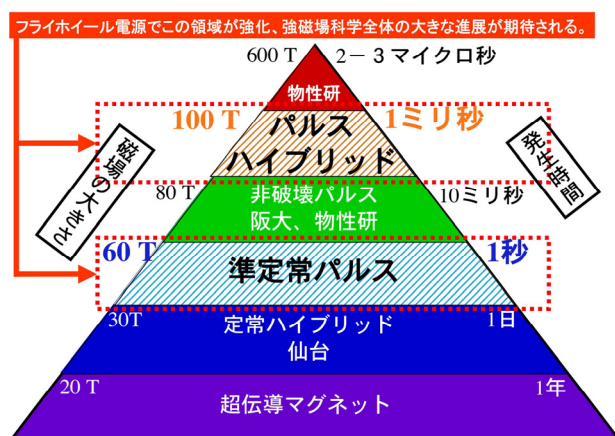 フライホイール電源でこの領域が強化、強磁場科学全体の大きな進展が期待される。
600 T
2－3マイクロ秒
物性研
100 T
パルス
ハイブリッド
1ミリ秒
磁場の大きさ
発生時間
80 T
非破壊パルス
阪大、物性研
10ミリ秒
60 T
準定常パルス
1秒
30T
定常ハイブリッド
仙台
1日
20 T
超伝導マグネット
1年